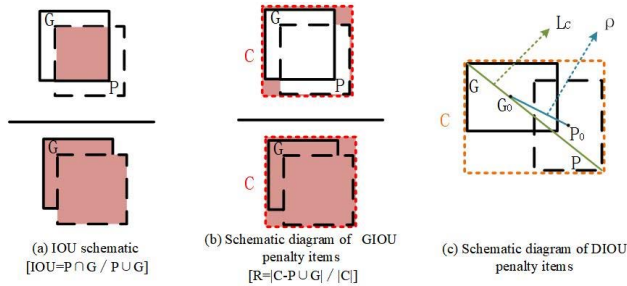 G
P
G
P
(a) IOU schematic
[IOU=P∩G / P∪G]
C
G
P
C
G
P
(b) Schematic diagram of GIOU
penalty items
[R=|C-P∪G| / |C|]
Lc
ρ
G
G₀
P₀
C
P
(c) Schematic diagram of DIOU
penalty items